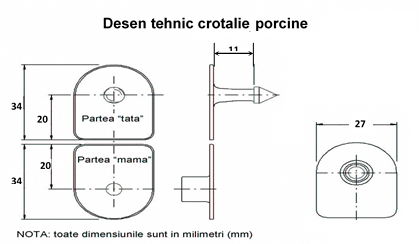 Desen tehnic crotalie porcine
11
34
20
Partea "tata"
27
34
20
Partea "mama"
NOTA: toate dimensiunile sunt in milimetri (mm)